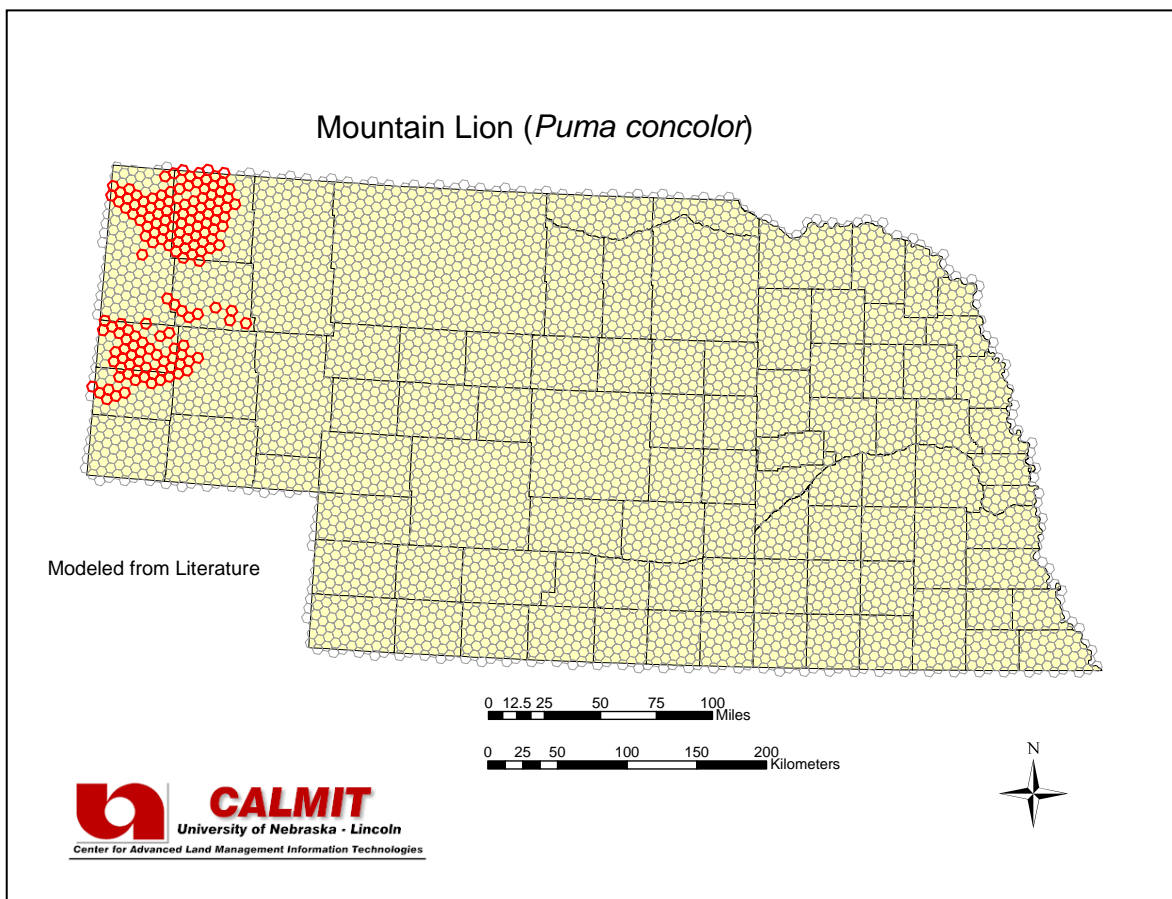 Mountain Lion (Puma concolor)
Modeled from Literature
0 12.5 25 50 75 100
Miles
0 25 50 100 150 200
Kilometers
N
CALMIT
University of Nebraska - Lincoln
Center for Advanced Land Management Information Technologies